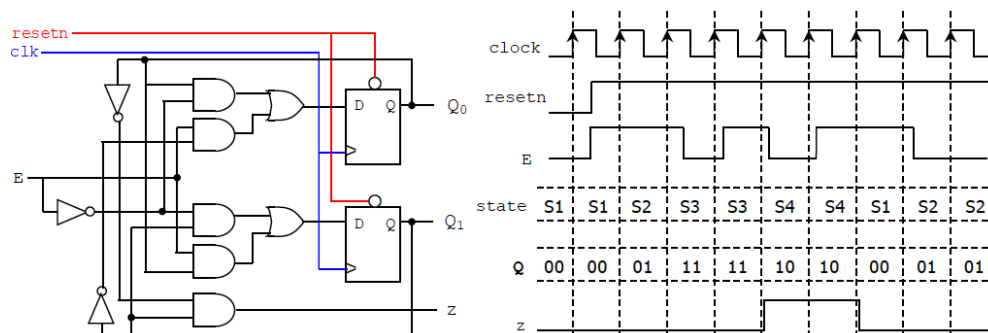 resetn
clk
D Q
Q0
E
D Q
Q1
z
clock
resetn
E
state S1 S1 S2 S3 S3 S4 S4 S1 S2 S2
Q 00 00 01 11 11 10 10 00 01 01
z